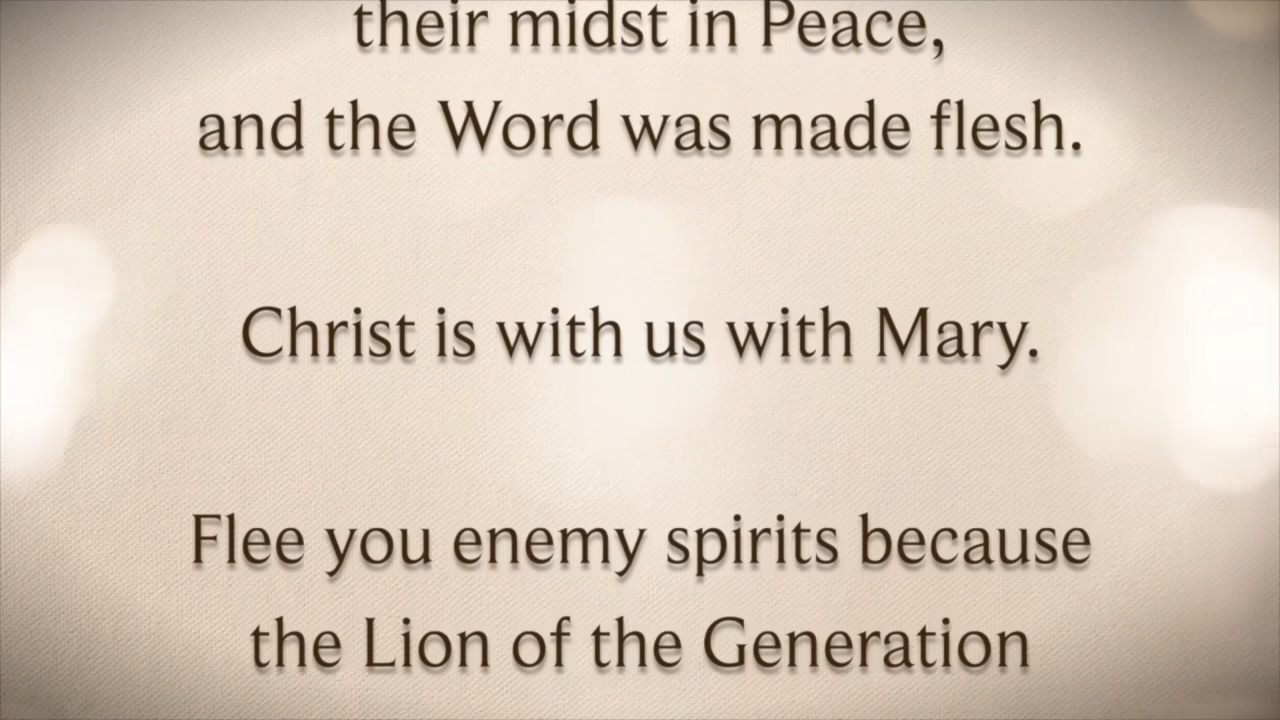 their midst in Peace,
and the Word was made flesh.
Christ is with us with Mary.
Flee you enemy spirits because
the Lion of the Generation